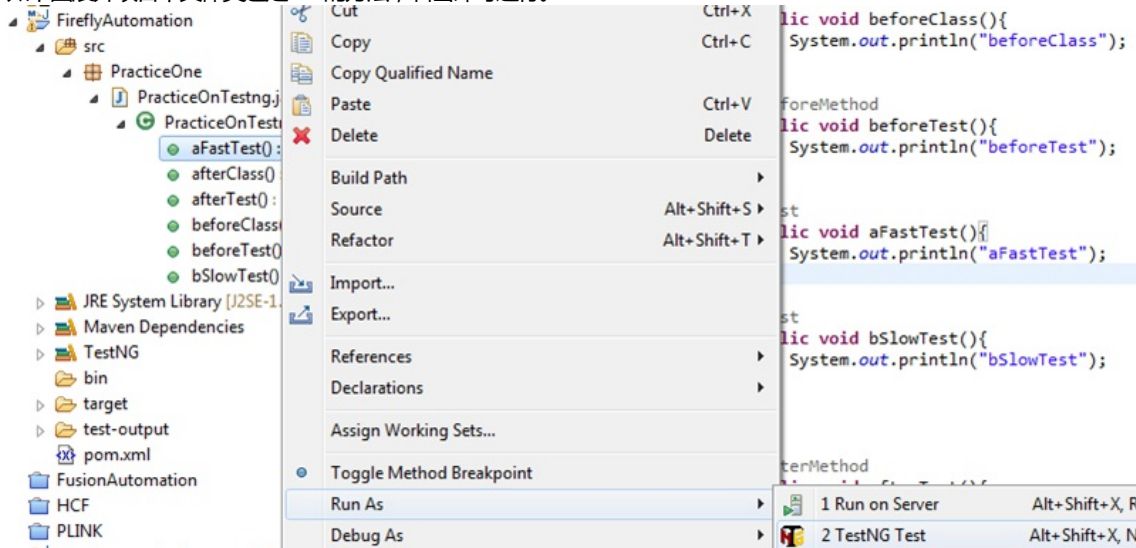 FireflyAutomation
src
PracticeOne
PracticeOnTestng.j
PracticeOnTestn
aFastTest() :
afterClass() :
afterTest() :
beforeClass(
beforeTest()
bSlowTest()
JRE System Library [J2SE-1.
Maven Dependencies
TestNG
bin
target
test-output
pom.xml
FusionAutomation
HCF
PLINK
Cut Ctrl+X
Copy Ctrl+C
Copy Qualified Name
Paste Ctrl+V
Delete Delete
Build Path
Source Alt+Shift+S
Refactor Alt+Shift+T
Import...
Export...
References
Declarations
Assign Working Sets...
Toggle Method Breakpoint
Run As
Debug As
1 Run on Server Alt+Shift+X, R
2 TestNG Test Alt+Shift+X, N
lic void beforeClass(){
System.out.println("beforeClass");
foreMethod
lic void beforeTest(){
System.out.println("beforeTest");
st
lic void aFastTest(){
System.out.println("aFastTest");
st
lic void bSlowTest(){
System.out.println("bSlowTest");
terMethod